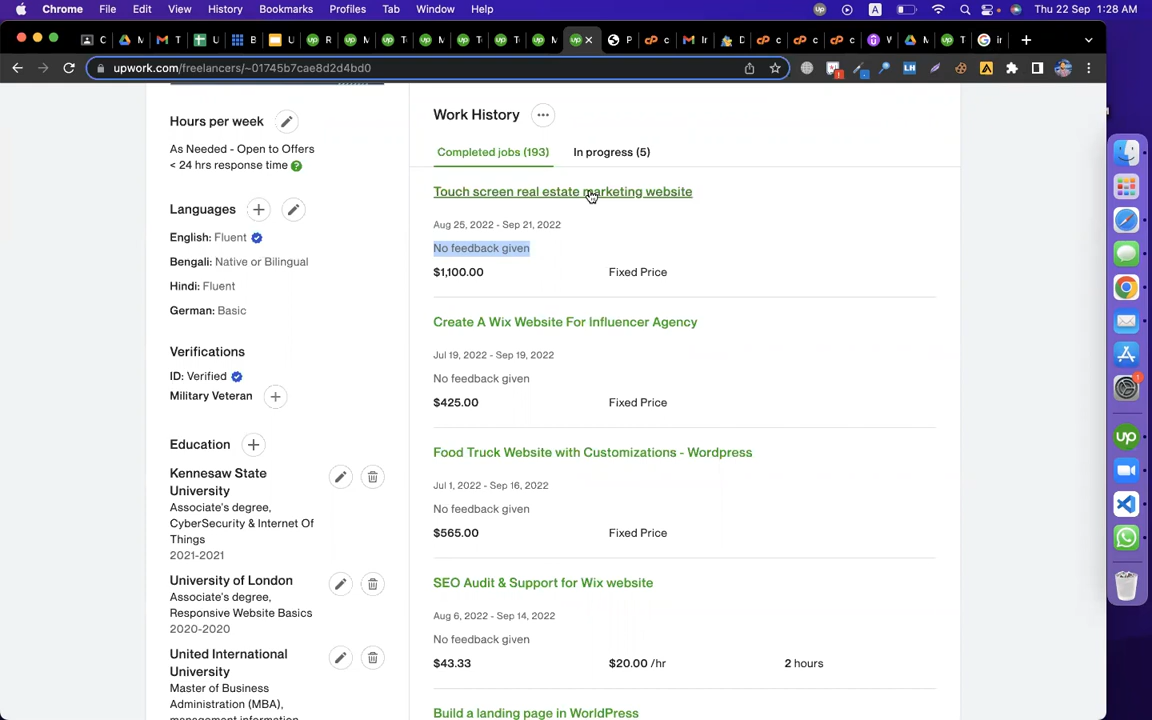 Chrome File Edit View History Bookmarks Profiles Tab Window Help
Thu 22 Sep 1:28 AM
upwork.com/freelancers/~01745b7cae8d2d4bd0
Hours per week
As Needed - Open to Offers
< 24 hrs response time
Languages
English: Fluent
Bengali: Native or Bilingual
Hindi: Fluent
German: Basic
Verifications
ID: Verified
Military Veteran
Education
Kennesaw State
University
Associate's degree,
CyberSecurity & Internet Of
Things
2021-2021
University of London
Associate's degree,
Responsive Website Basics
2020-2020
United International
University
Master of Business
Administration (MBA),
management information
Work History
Completed jobs (193) In progress (5)
Touch screen real estate marketing website
Aug 25, 2022 - Sep 21, 2022
No feedback given
$1,100.00 Fixed Price
Create A Wix Website For Influencer Agency
Jul 19, 2022 - Sep 19, 2022
No feedback given
$425.00 Fixed Price
Food Truck Website with Customizations - Wordpress
Jul 1, 2022 - Sep 16, 2022
No feedback given
$565.00 Fixed Price
SEO Audit & Support for Wix website
Aug 6, 2022 - Sep 14, 2022
No feedback given
$43.33 $20.00 /hr 2 hours
Build a landing page in WordPress